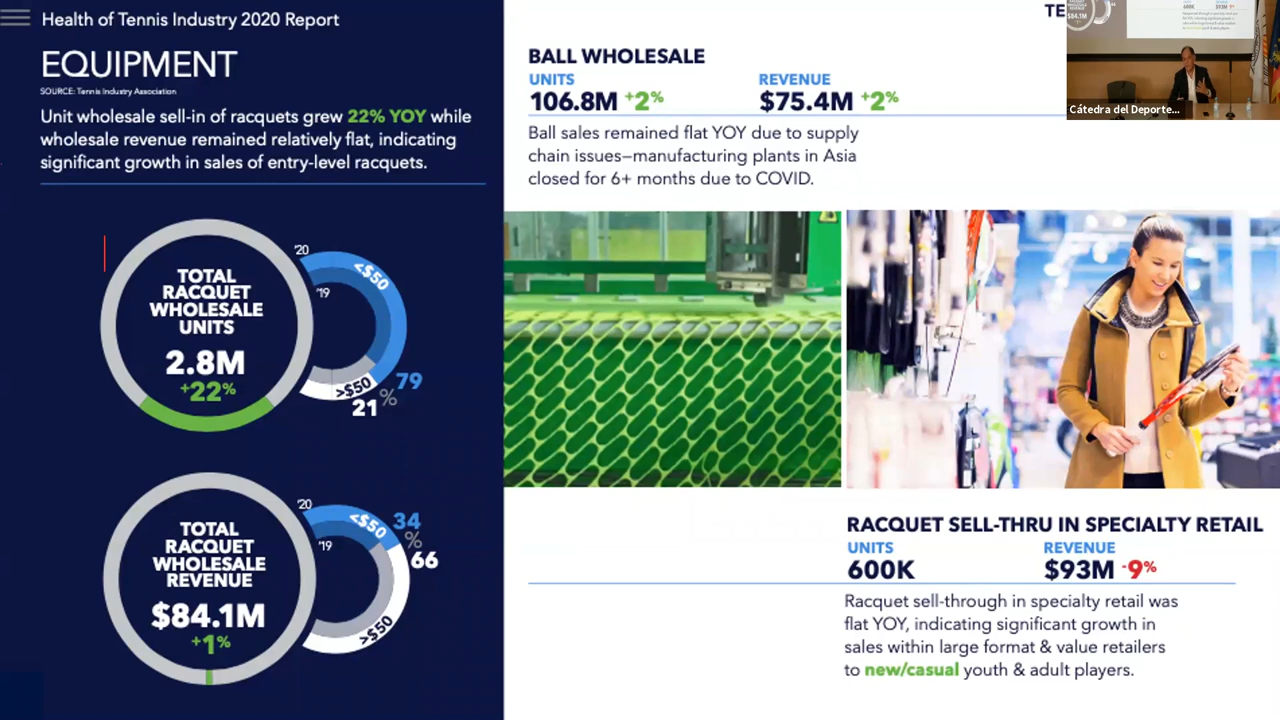 Health of Tennis Industry 2020 Report
EQUIPMENT
SOURCE: Tennis Industry Association
Unit wholesale sell-in of racquets grew 22% YOY while
wholesale revenue remained relatively flat, indicating
significant growth in sales of entry-level racquets.
TOTAL
RACQUET
WHOLESALE
UNITS
2.8M
+22%
'20
'19
<$50
>$50
79
%
21
TOTAL
RACQUET
WHOLESALE
REVENUE
$84.1M
+1%
'20
'19
<$50
>$50
34
%
66
TE
BALL WHOLESALE
UNITS REVENUE
106.8M +2% $75.4M +2%
Ball sales remained flat YOY due to supply
chain issues—manufacturing plants in Asia
closed for 6+ months due to COVID.
RACQUET SELL-THRU IN SPECIALTY RETAIL
UNITS REVENUE
600K $93M -9%
Racquet sell-through in specialty retail was
flat YOY, indicating significant growth in
sales within large format & value retailers
to new/casual youth & adult players.
$84.1M
600K $93M
Cátedra del Deporte...